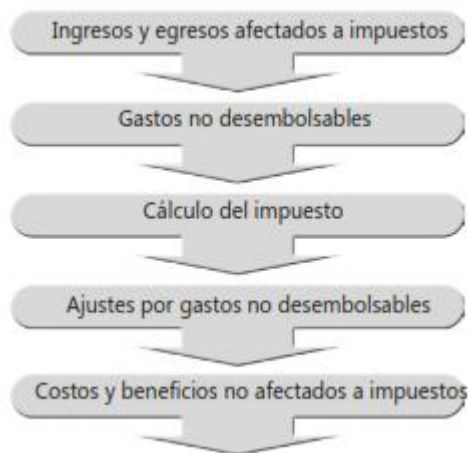 Ingresos y egresos afectados a impuestos
Gastos no desembolsables
Cálculo del impuesto
Ajustes por gastos no desembolsables
Costos y beneficios no afectados a impuestos